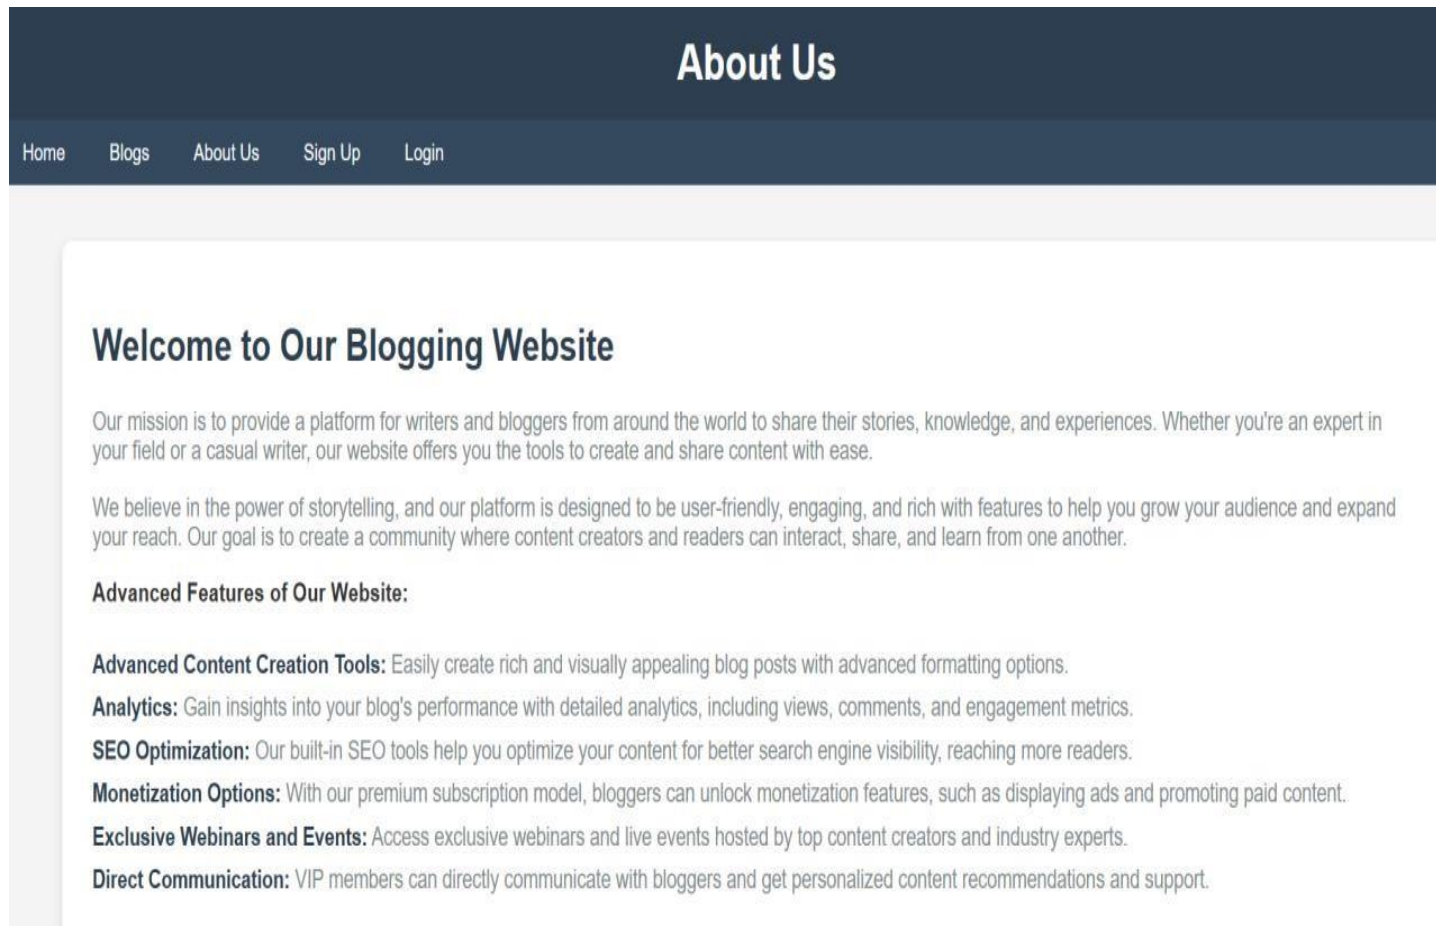 About Us
Home Blogs About Us Sign Up Login
Welcome to Our Blogging Website
Our mission is to provide a platform for writers and bloggers from around the world to share their stories, knowledge, and experiences. Whether you're an expert in
your field or a casual writer, our website offers you the tools to create and share content with ease.
We believe in the power of storytelling, and our platform is designed to be user-friendly, engaging, and rich with features to help you grow your audience and expand
your reach. Our goal is to create a community where content creators and readers can interact, share, and learn from one another.
Advanced Features of Our Website:
Advanced Content Creation Tools: Easily create rich and visually appealing blog posts with advanced formatting options.
Analytics: Gain insights into your blog's performance with detailed analytics, including views, comments, and engagement metrics.
SEO Optimization: Our built-in SEO tools help you optimize your content for better search engine visibility, reaching more readers.
Monetization Options: With our premium subscription model, bloggers can unlock monetization features, such as displaying ads and promoting paid content.
Exclusive Webinars and Events: Access exclusive webinars and live events hosted by top content creators and industry experts.
Direct Communication: VIP members can directly communicate with bloggers and get personalized content recommendations and support.